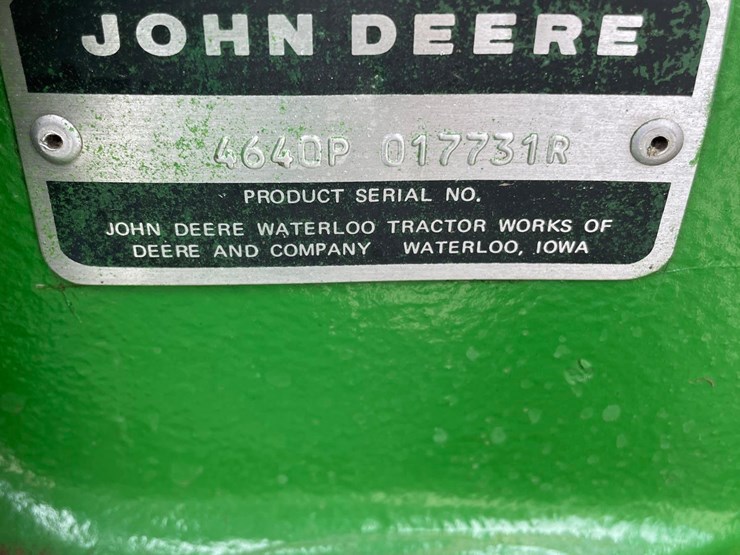 JOHN DEERE
4640P 017731R
PRODUCT SERIAL NO.
JOHN DEERE WATERLOO TRACTOR WORKS OF
DEERE AND COMPANY WATERLOO, IOWA